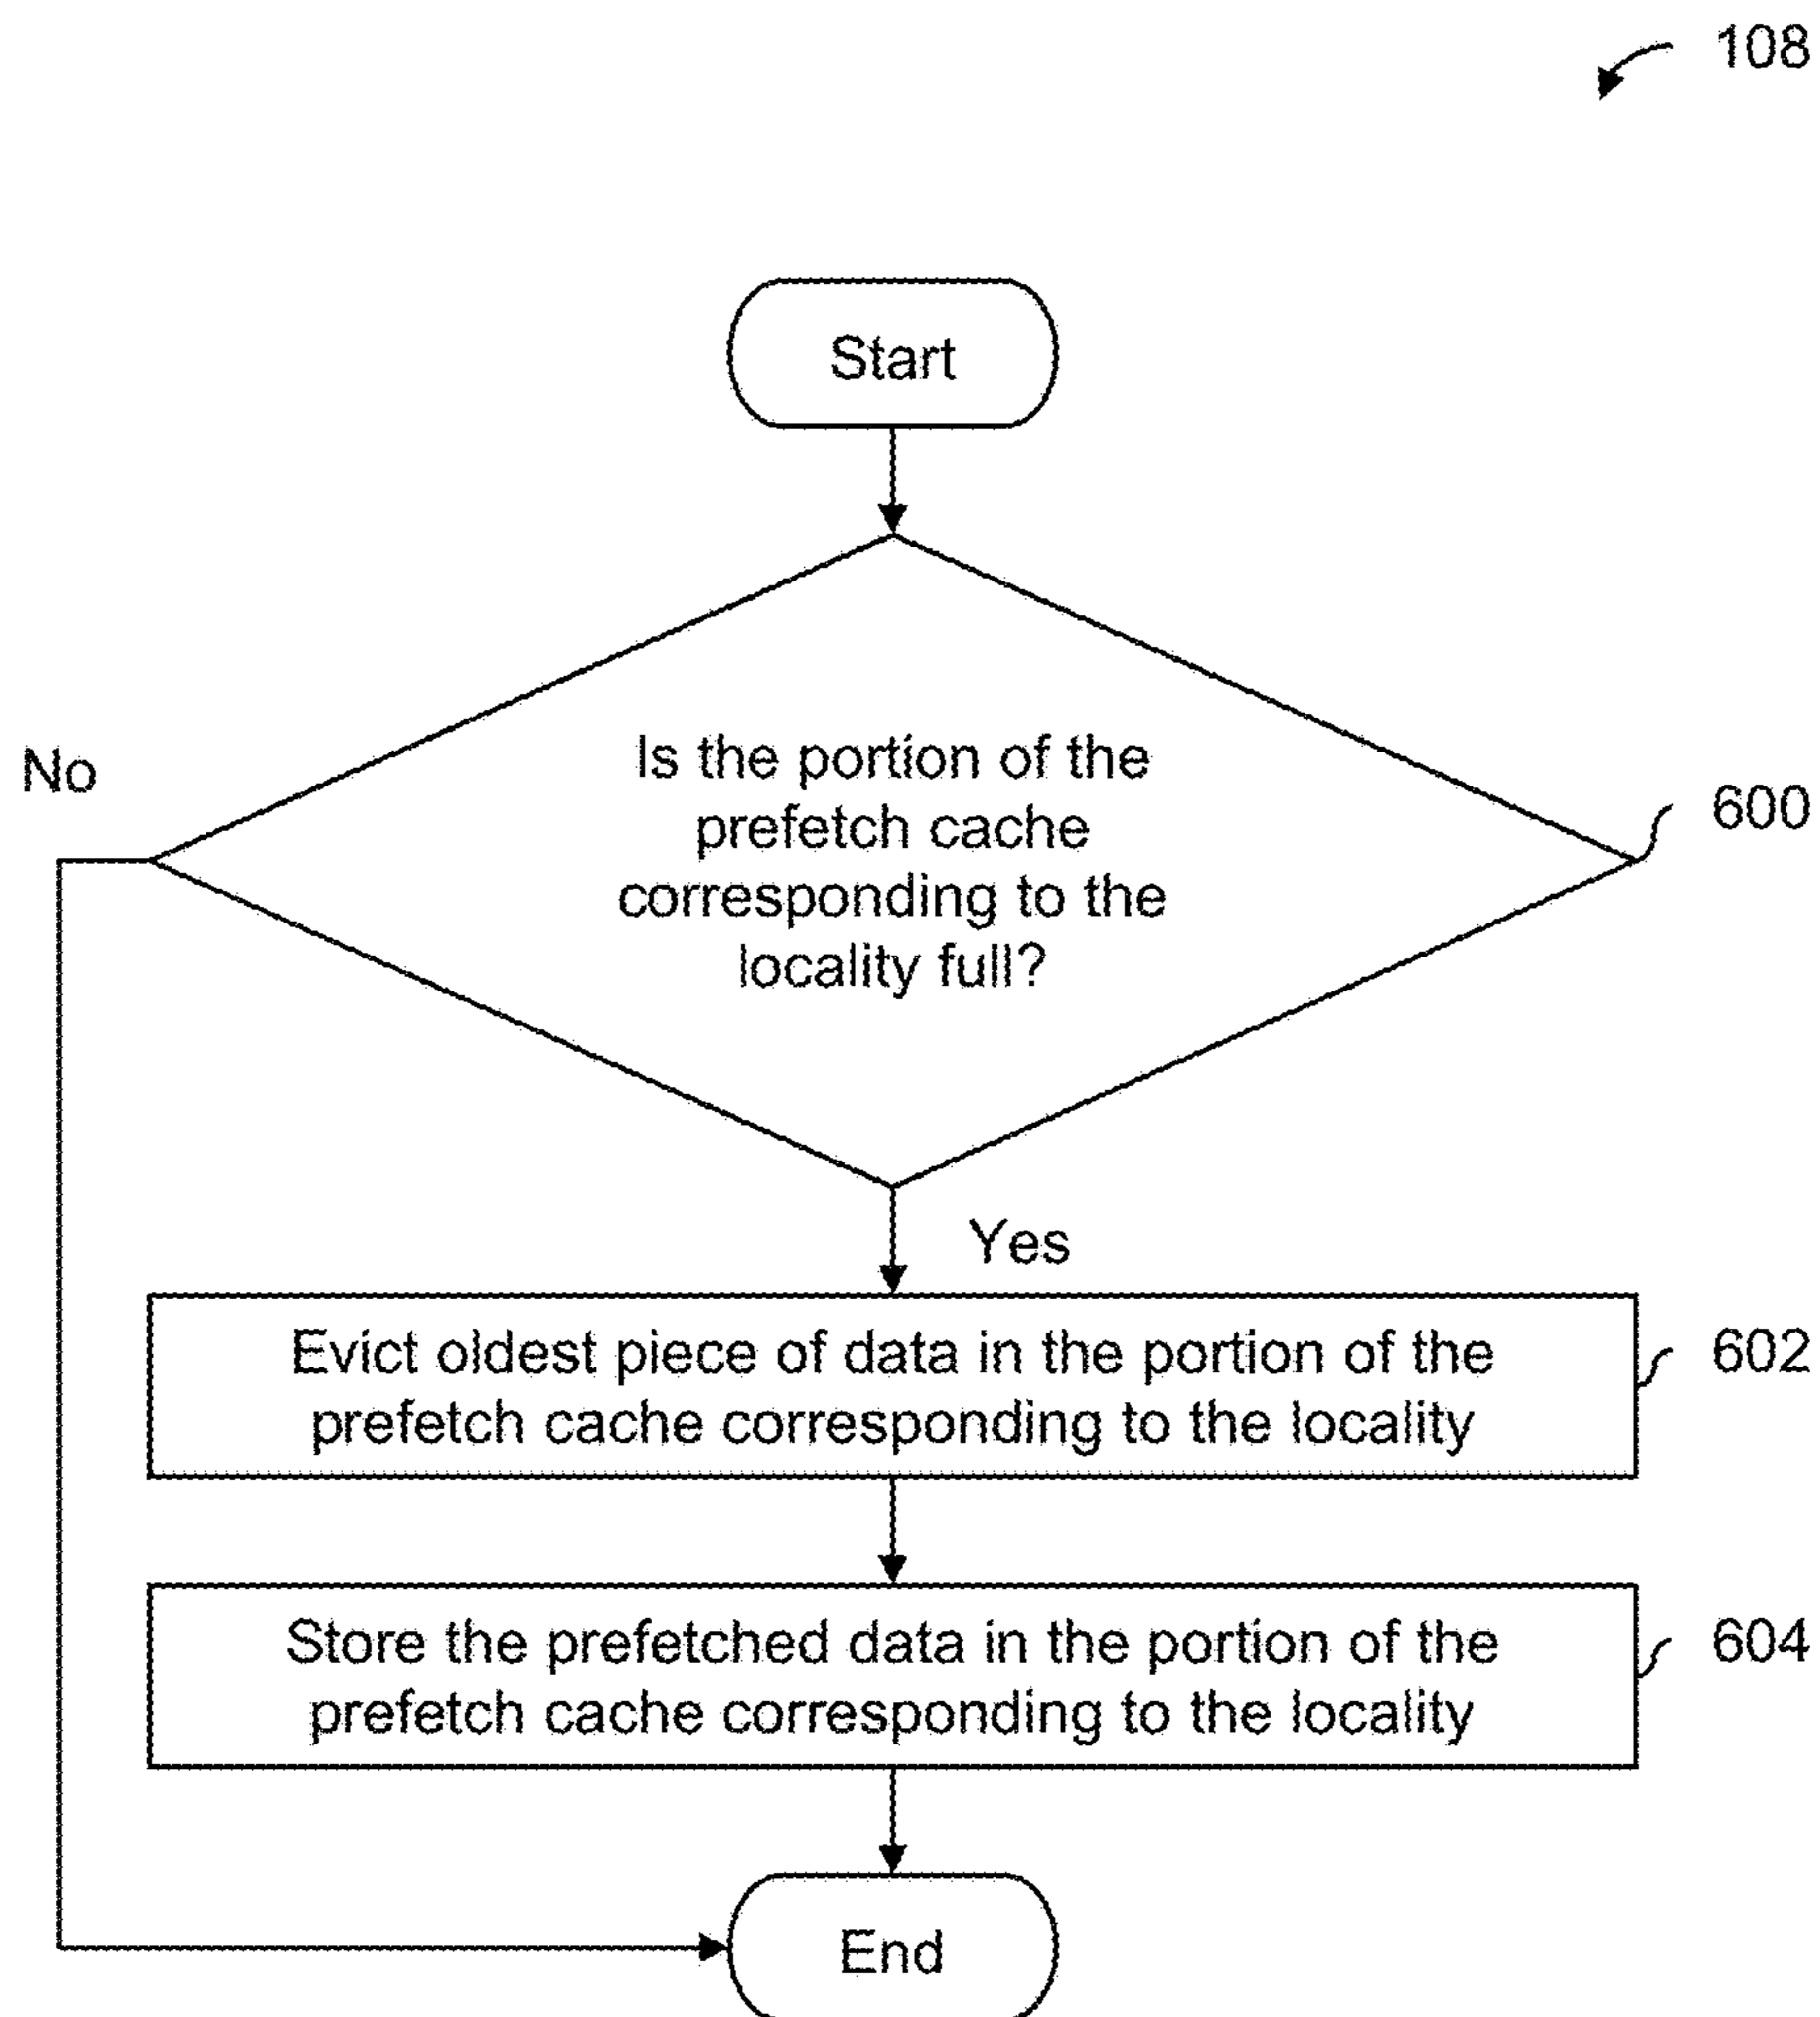 108
Start
No
Is the portion of the
prefetch cache
corresponding to the
locality full?
600
Yes
Evict oldest piece of data in the portion of the
prefetch cache corresponding to the locality
602
Store the prefetched data in the portion of the
prefetch cache corresponding to the locality
604
End